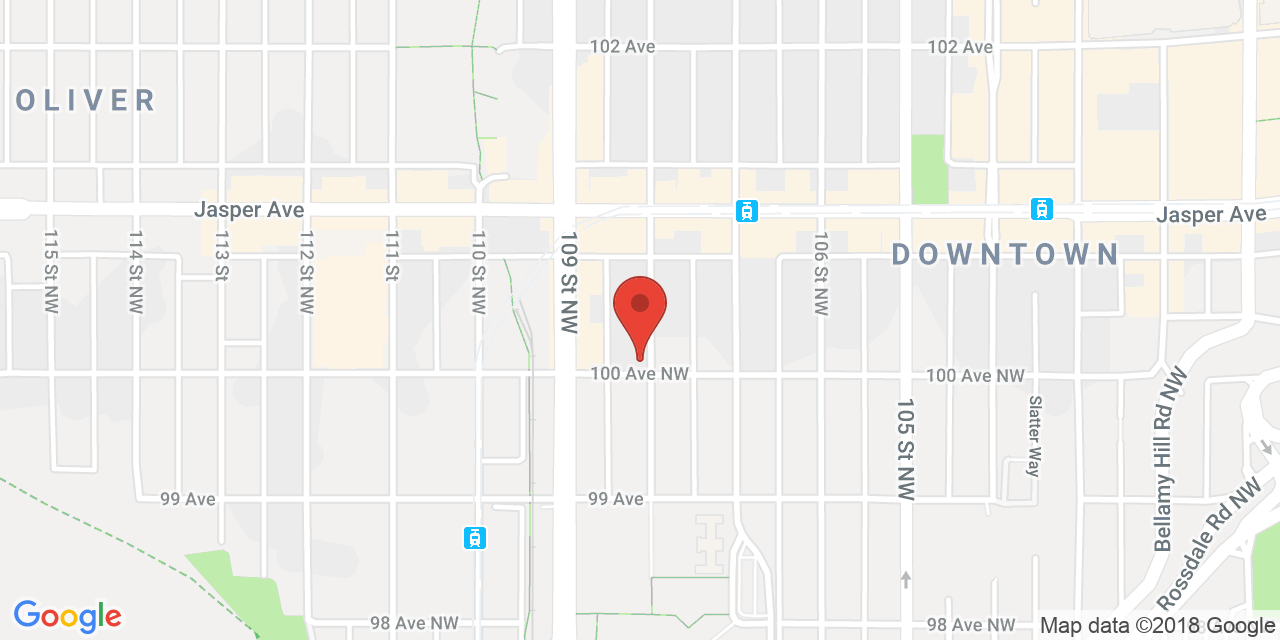 102 Ave
102 Ave
OLIVER
Jasper Ave
Jasper Ave
DOWNTOWN
115 St NW
114 St NW
113 St
112 St NW
111 St
110 St NW
109 St NW
106 St NW
100 Ave NW
100 Ave NW
105 St NW
Slatter Way
Bellamy Hill Rd NW
Rossdale Rd NW
99 Ave
99 Ave
98 Ave NW
98 Ave NW
Google
Map data ©2018 Google